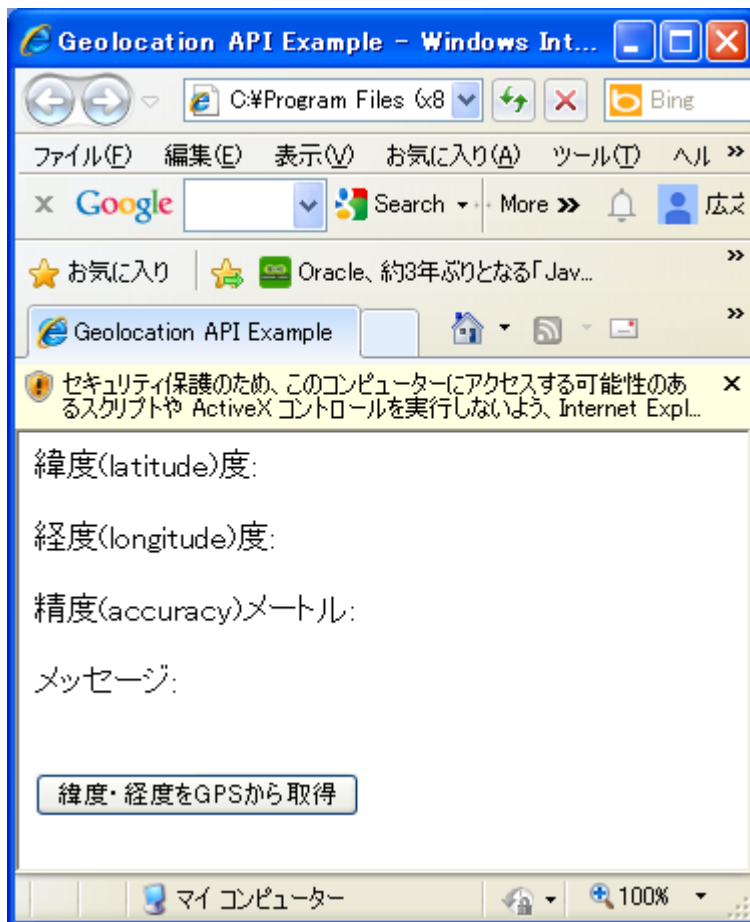 Geolocation API Example - Windows Int...
C:¥Program Files (x8
Bing
ファイル(F) 編集(E) 表示(V) お気に入り(A) ツール(T) ヘル »
x Google Search More »
お気に入り Oracle、約3年ぶりとなる「Jav... »
Geolocation API Example »
セキュリティ保護のため、このコンピューターにアクセスする可能性のあ x
るスクリプトや ActiveX コントロールを実行しないよう、Internet Expl...
緯度(latitude)度:
経度(longitude)度:
精度(accuracy)メートル:
メッセージ:
緯度・経度をGPSから取得
マイ コンピューター 100%